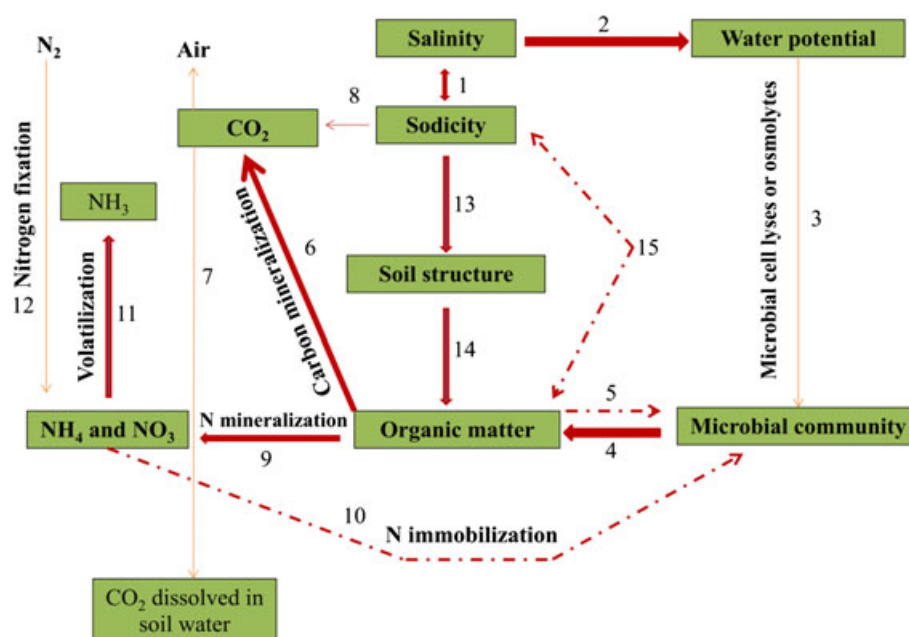 Salinity
2
Water potential
N2
Air
1
8
CO2
Sodicity
Nitrogen fixation
12
NH3
Volatilization
11
7
Carbon mineralization
6
13
15
Microbial cell lyses or osmolytes
3
Soil structure
14
NH4 and NO3
N mineralization
9
Organic matter
5
4
Microbial community
10
N immobilization
CO2 dissolved in
soil water